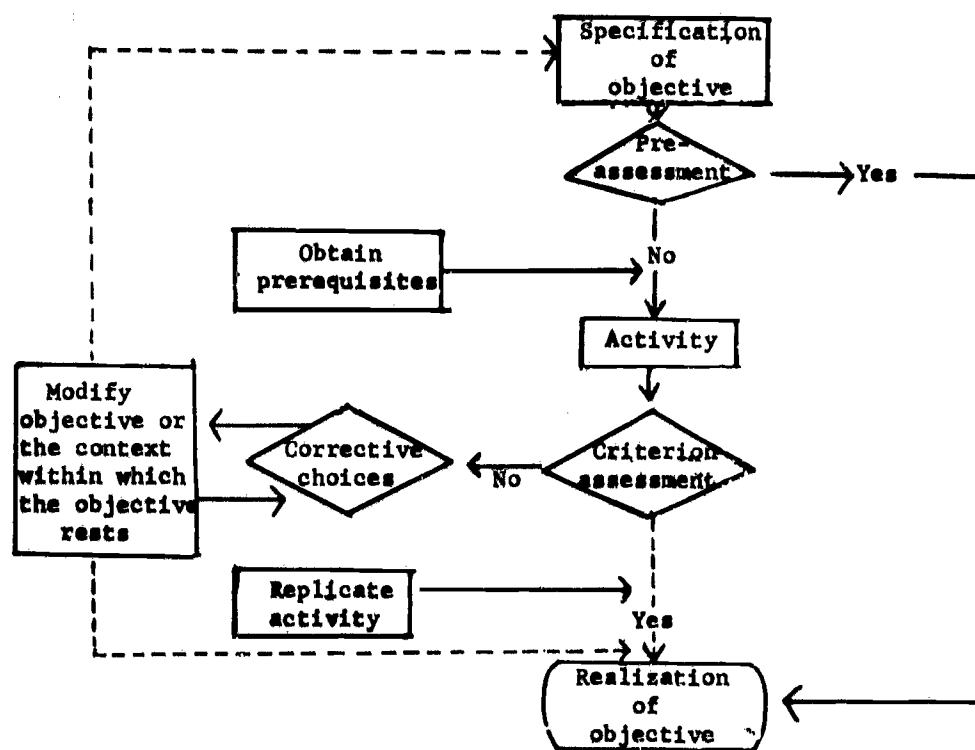 Specification
of
objective
Pre-
assessment
Yes
No
Obtain
prerequisites
Activity
Modify
objective or
the context
within which
the objective
rests
Corrective
choices
No
Criterion
assessment
Replicate
activity
Yes
Realization
of
objective